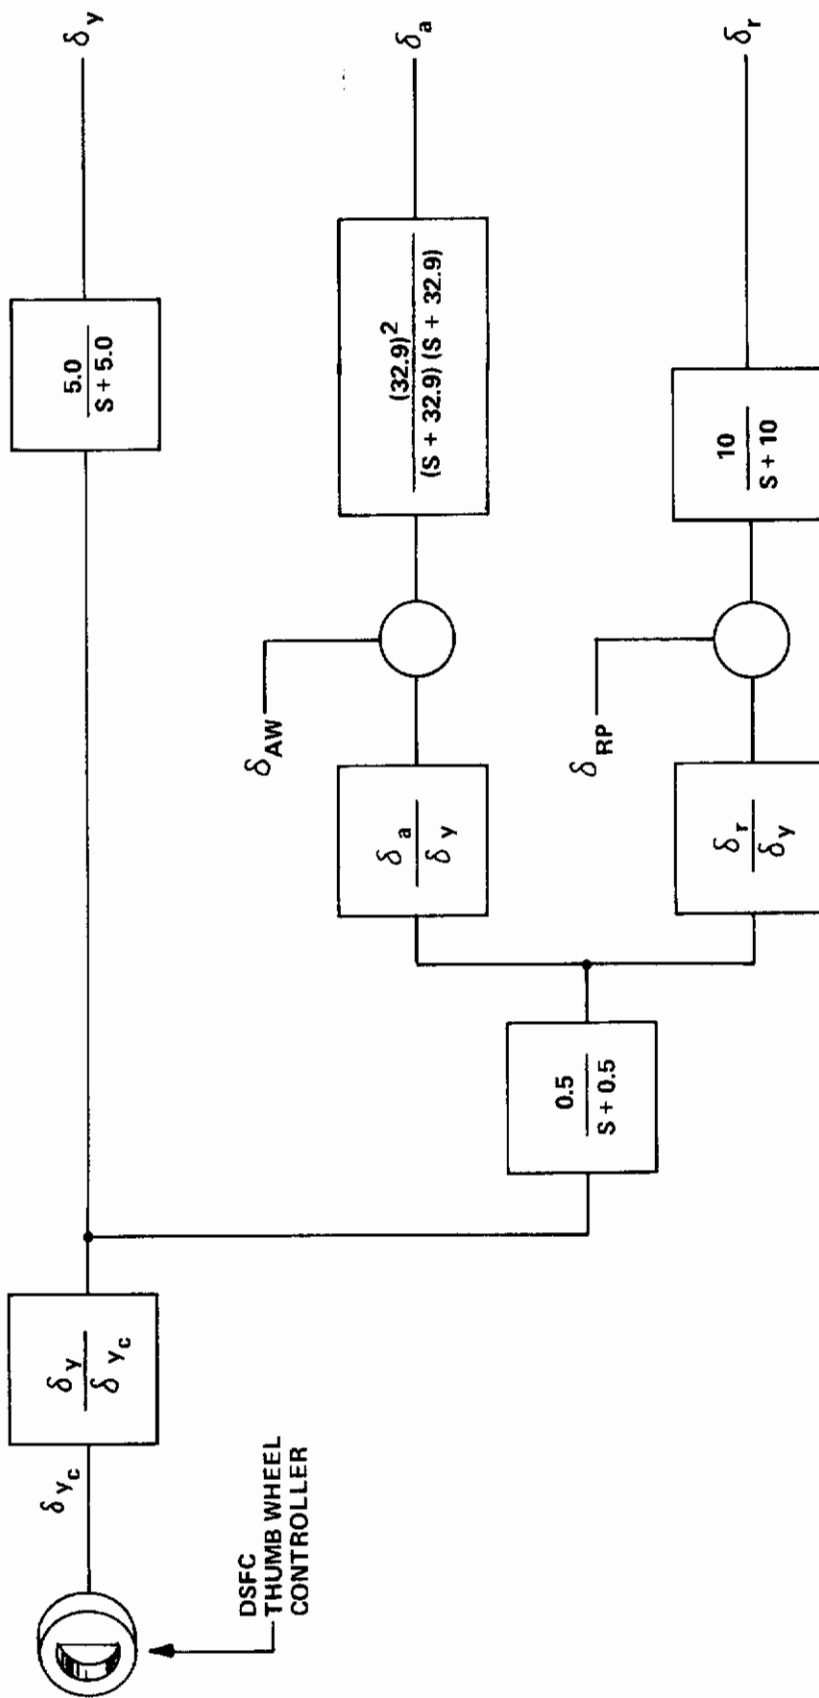 DSFC
THUMB WHEEL
CONTROLLER
δyc
δy
δyc
5.0
S + 5.0
δy
0.5
S + 0.5
δa
δy
δAW
(32.9)2
(S + 32.9) (S + 32.9)
δa
δr
δy
δRP
10
S + 10
δr